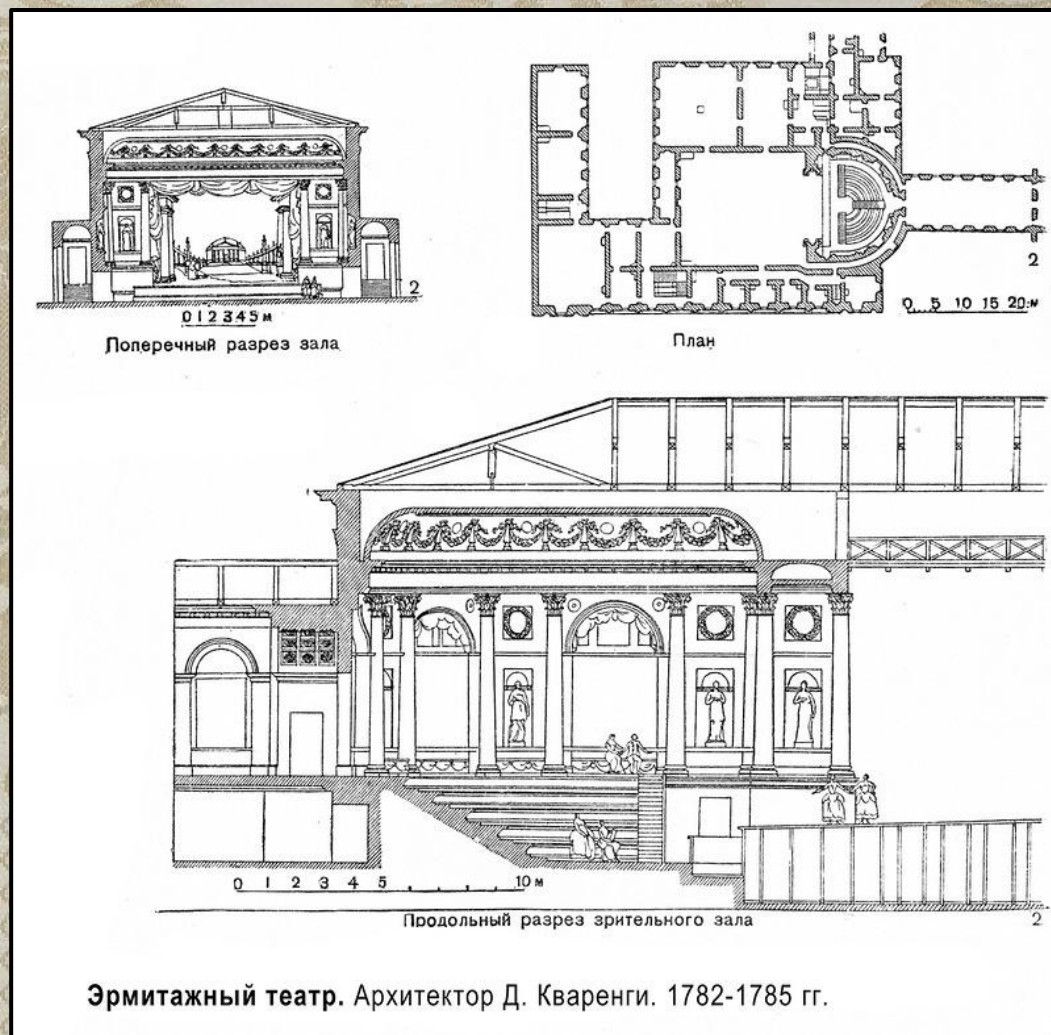 2
0 1 2 3 4 5 м
Поперечный разрез зала
2
0 5 10 15 20 м
План
0 1 2 3 4 5 10 м
Продольный разрез зрительного зала
2
Эрмитажный театр. Архитектор Д. Кваренги. 1782-1785 гг.